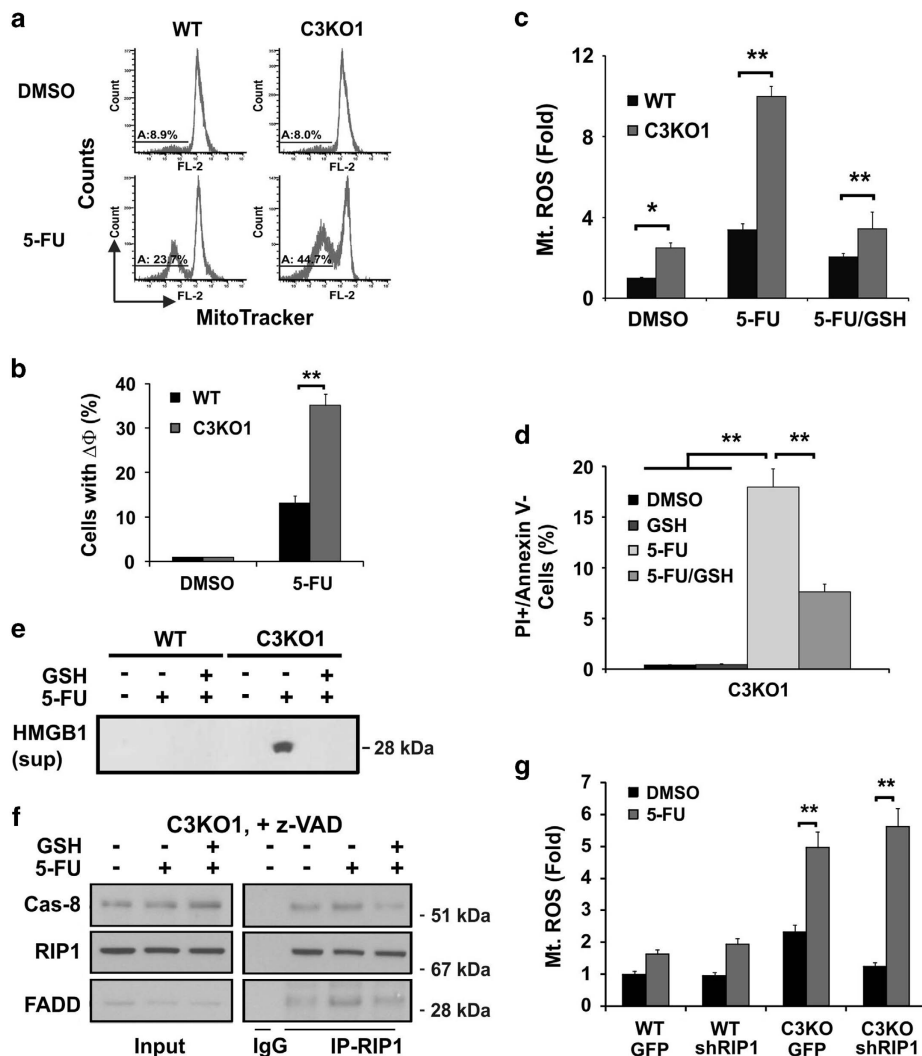 a
WT
C3KO1
DMSO
Count
A:8.9%
FL-2
Count
A:8.0%
FL-2
Counts
5-FU
Count
A: 23.7%
FL-2
Count
A: 44.7%
FL-2
MitoTracker
b
Cells with ΔΦ (%)
40
30
20
10
0
**
WT
C3KO1
DMSO
5-FU
c
Mt. ROS (Fold)
12
8
4
0
WT
C3KO1
*
**
**
DMSO
5-FU
5-FU/GSH
d
PI+/Annexin V-
Cells (%)
20
15
10
5
0
** **
DMSO
GSH
5-FU
5-FU/GSH
C3KO1
e
WT C3KO1
GSH - - + - - +
5-FU - + + - + +
HMGB1
(sup)
- 28 kDa
f
C3KO1, + z-VAD
GSH - - + - - - +
5-FU - + + - - + +
Cas-8
- 51 kDa
RIP1
- 67 kDa
FADD
- 28 kDa
Input
IgG
IP-RIP1
g
Mt. ROS (Fold)
7
6
5
4
3
2
1
0
DMSO
5-FU
**
**
WT
GFP
WT
shRIP1
C3KO
GFP
C3KO
shRIP1